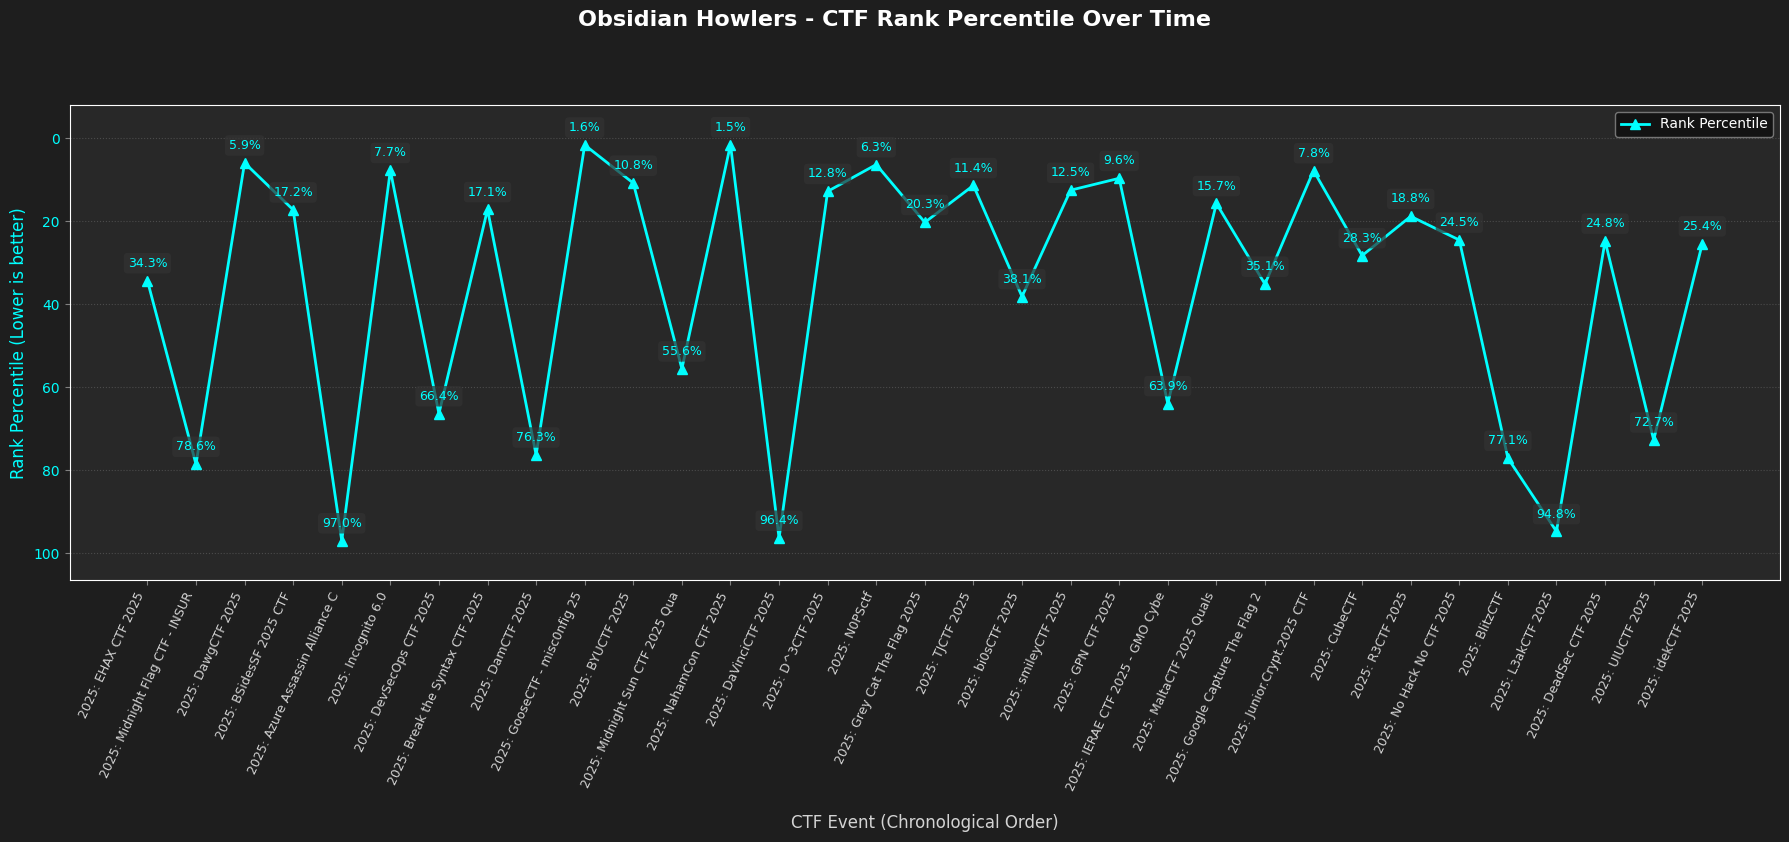 Obsidian Howlers - CTF Rank Percentile Over Time
Rank Percentile
Rank Percentile (Lower is better)
0
20
40
60
80
100
34.3%
78.6%
5.9%
17.2%
97.0%
7.7%
66.4%
17.1%
76.3%
1.6%
10.8%
55.6%
1.5%
96.4%
12.8%
6.3%
20.3%
11.4%
38.1%
12.5%
9.6%
63.9%
15.7%
35.1%
7.8%
28.3%
18.8%
24.5%
77.1%
94.8%
24.8%
72.7%
25.4%
2025: EHAX CTF 2025
2025: Midnight Flag CTF - INSUR
2025: DawgCTF 2025
2025: BSidesSF 2025 CTF
2025: Azure Assassin Alliance C
2025: Incognito 6.0
2025: DevSecOps CTF 2025
2025: Break the Syntax CTF 2025
2025: DamCTF 2025
2025: GooseCTF - misc0nfig 25
2025: BYUCTF 2025
2025: Midnight Sun CTF 2025 Qua
2025: NahamCon CTF 2025
2025: DaVinciCTF 2025
2025: D^3CTF 2025
2025: N0PSctf
2025: Grey Cat The Flag 2025
2025: TJCTF 2025
2025: bi0sCTF 2025
2025: smileyCTF 2025
2025: GPN CTF 2025
2025: IERAE CTF 2025 - GMO Cybe
2025: MaltaCTF 2025 Quals
2025: Google Capture The Flag 2
2025: Junior.Crypt.2025 CTF
2025: CubeCTF
2025: R3CTF 2025
2025: No Hack No CTF 2025
2025: BlitzCTF
2025: L3akCTF 2025
2025: DeadSec CTF 2025
2025: UIUCTF 2025
2025: idekCTF 2025
CTF Event (Chronological Order)